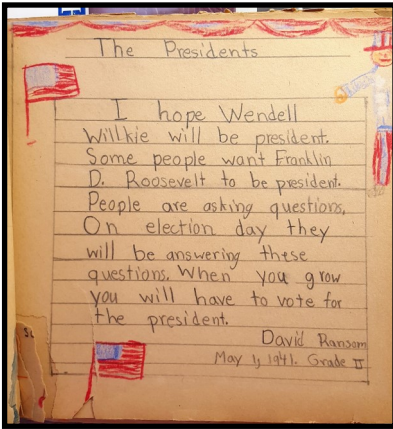 The Presidents
I hope Wendell
Willkie will be president.
Some people want Franklin
D. Roosevelt to be president.
People are asking questions.
On election day they
will be answering these
questions. When you grow
you will have to vote for
the president.
David Ransom
May 1, 1941. Grade II